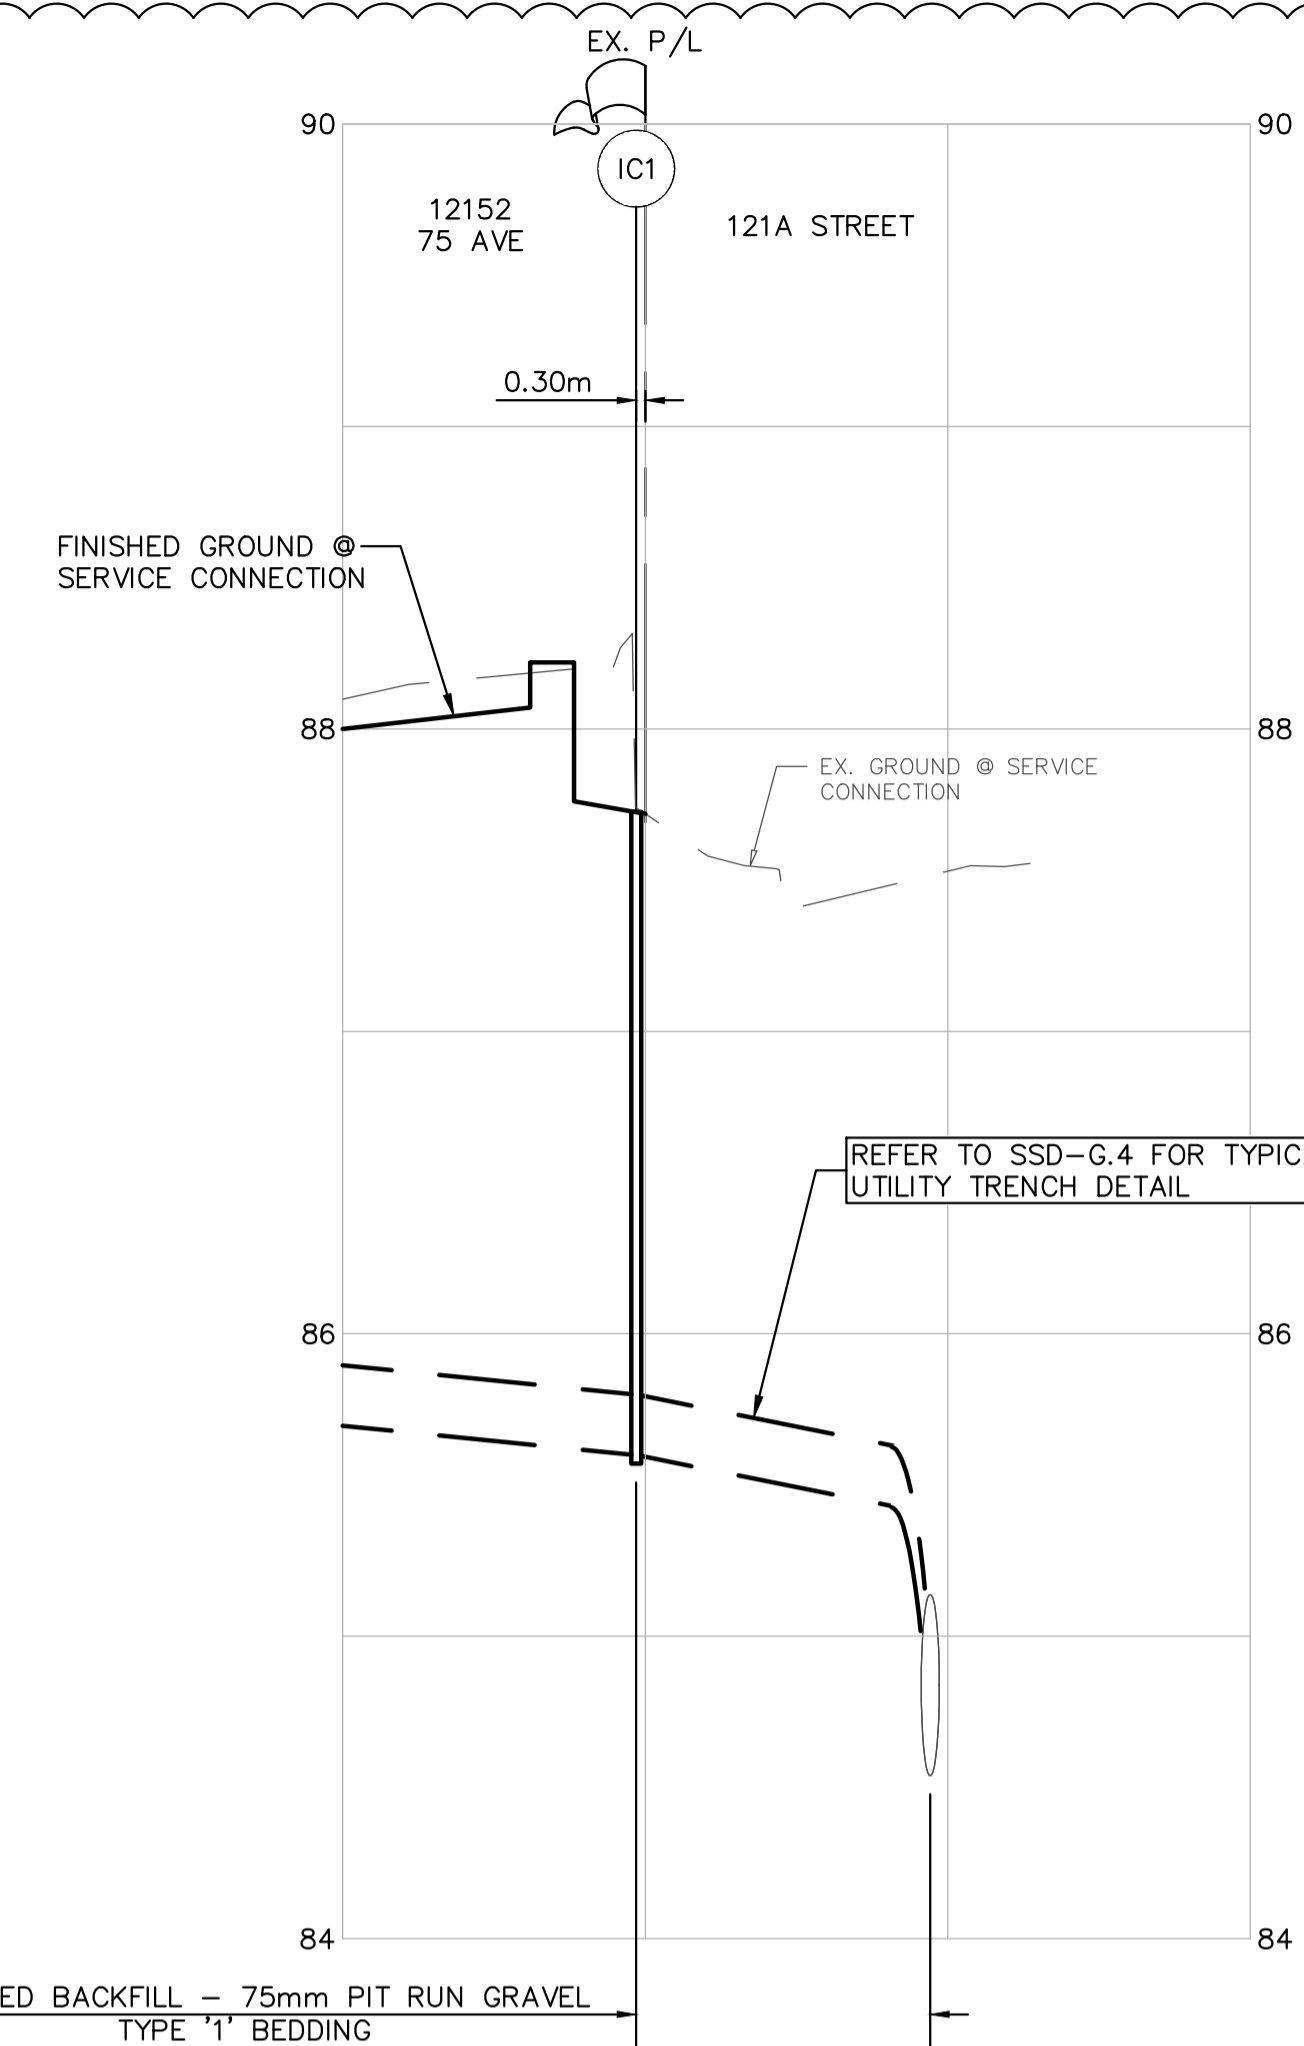 EX. P/L
90
90
IC1
12152
75 AVE
121A STREET
0.30m
FINISHED GROUND @
SERVICE CONNECTION
88
88
EX. GROUND @ SERVICE
CONNECTION
REFER TO SSD-G.4 FOR
UTILITY TRENCH DETAIL
86
86
84
84
BACKFILL - 75mm PIT RUN GRAVEL
TYPE '1' BEDDING